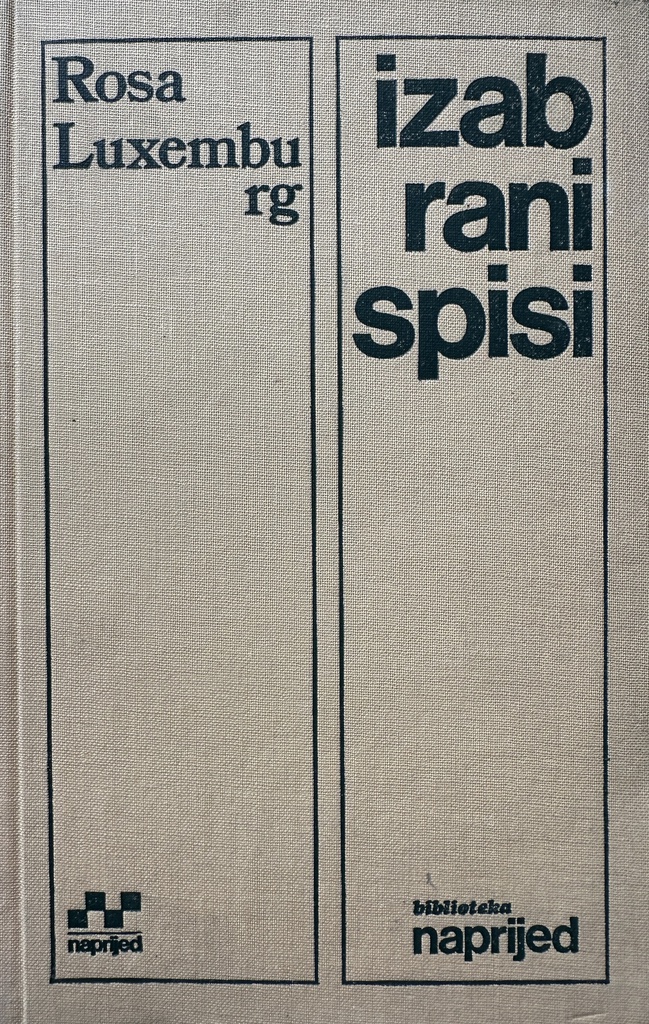 Rosa
Luxembu
rg
izab
rani
spisi
naprijed
biblioteka
naprijed